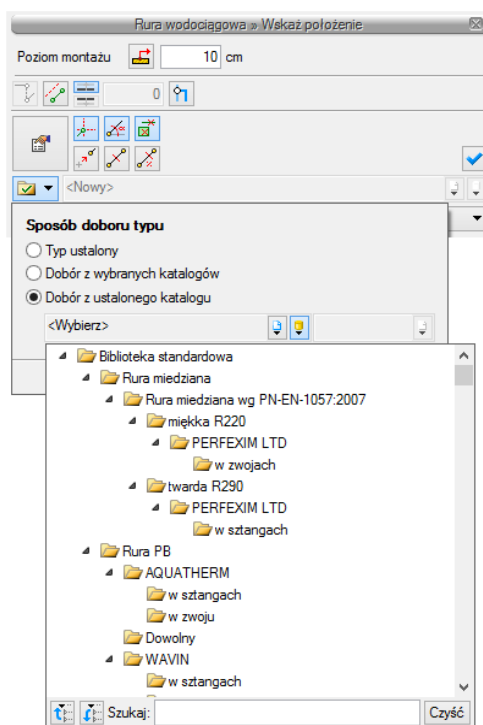 Rura wodociągowa » Wskaż położenie
Poziom montażu 10 cm
0
<Nowy>
Sposób doboru typu
Typ ustalony
Dobór z wybranych katalogów
Dobór z ustalonego katalogu
<Wybierz>
Biblioteka standardowa
Rura miedziana
Rura miedziana wg PN-EN-1057:2007
miękka R220
PERFEXIM LTD
w zwojach
twarda R290
PERFEXIM LTD
w sztangach
Rura PB
AQUATHERM
w sztangach
w zwoju
Dowolny
WAVIN
w sztangach
Szukaj: Czyść